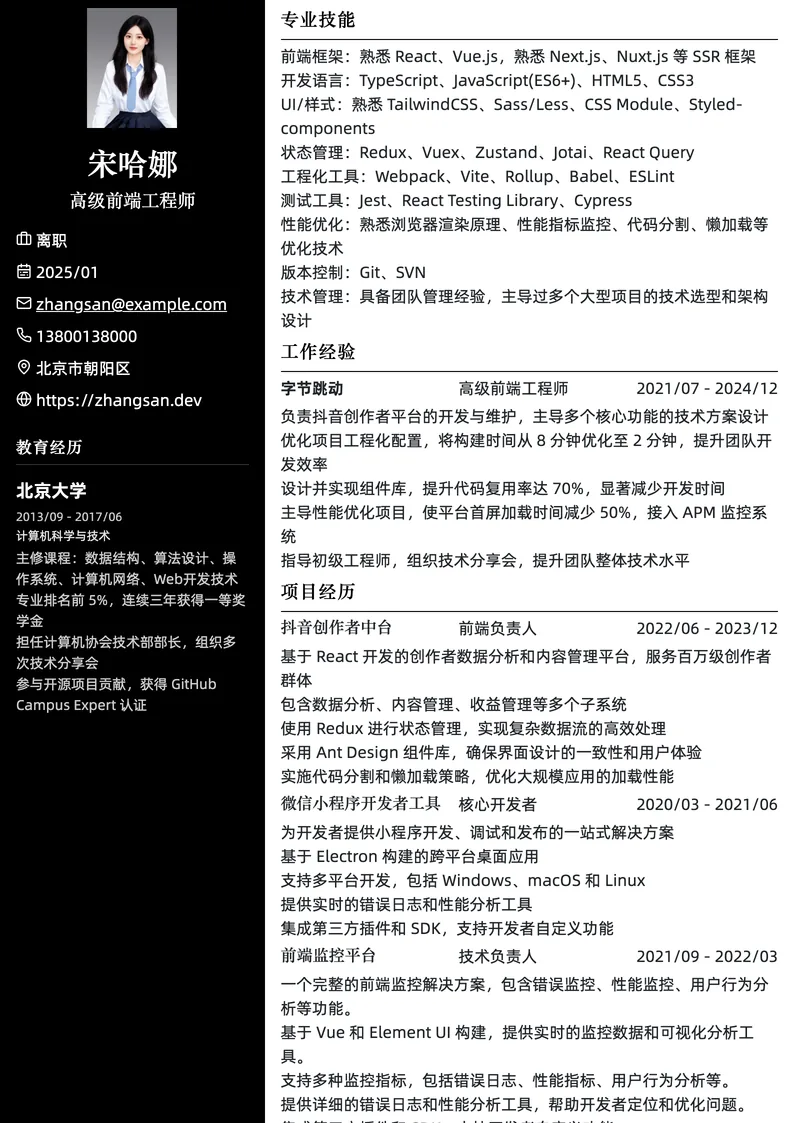 宋哈娜
高级前端工程师
离职
2025/01
zhangsan@example.com
13800138000
北京市朝阳区
https://zhangsan.dev
教育经历
北京大学
2013/09 - 2017/06
计算机科学与技术
主修课程：数据结构、算法设计、操
作系统、计算机网络、Web开发技术
专业排名前 5%，连续三年获得一等奖
学金
担任计算机协会技术部部长，组织多
次技术分享会
参与开源项目贡献，获得 GitHub
Campus Expert 认证
专业技能
前端框架：熟悉 React、Vue.js，熟悉 Next.js、Nuxt.js 等 SSR 框架
开发语言：TypeScript、JavaScript(ES6+)、HTML5、CSS3
UI/样式：熟悉 TailwindCSS、Sass/Less、CSS Module、Styled-
components
状态管理：Redux、Vuex、Zustand、Jotai、React Query
工程化工具：Webpack、Vite、Rollup、Babel、ESLint
测试工具：Jest、React Testing Library、Cypress
性能优化：熟悉浏览器渲染原理、性能指标监控、代码分割、懒加载等
优化技术
版本控制：Git、SVN
技术管理：具备团队管理经验，主导过多个大型项目的技术选型和架构
设计
工作经验
字节跳动 高级前端工程师 2021/07 - 2024/12
负责抖音创作者平台的开发与维护，主导多个核心功能的技术方案设计
优化项目工程化配置，将构建时间从 8 分钟优化至 2 分钟，提升团队开
发效率
设计并实现组件库，提升代码复用率达 70%，显著减少开发时间
主导性能优化项目，使平台首屏加载时间减少 50%，接入 APM 监控系
统
指导初级工程师，组织技术分享会，提升团队整体技术水平
项目经历
抖音创作者中台 前端负责人 2022/06 - 2023/12
基于 React 开发的创作者数据分析和内容管理平台，服务百万级创作者
群体
包含数据分析、内容管理、收益管理等多个子系统
使用 Redux 进行状态管理，实现复杂数据流的高效处理
采用 Ant Design 组件库，确保界面设计的一致性和用户体验
实施代码分割和懒加载策略，优化大规模应用的加载性能
微信小程序开发者工具 核心开发者 2020/03 - 2021/06
为开发者提供小程序开发、调试和发布的一站式解决方案
基于 Electron 构建的跨平台桌面应用
支持多平台开发，包括 Windows、macOS 和 Linux
提供实时的错误日志和性能分析工具
集成第三方插件和 SDK，支持开发者自定义功能
前端监控平台 技术负责人 2021/09 - 2022/03
一个完整的前端监控解决方案，包含错误监控、性能监控、用户行为分
析等功能。
基于 Vue 和 Element UI 构建，提供实时的监控数据和可视化分析工
具。
支持多种监控指标，包括错误日志、性能指标、用户行为分析等。
提供详细的错误日志和性能分析工具，帮助开发者定位和优化问题。